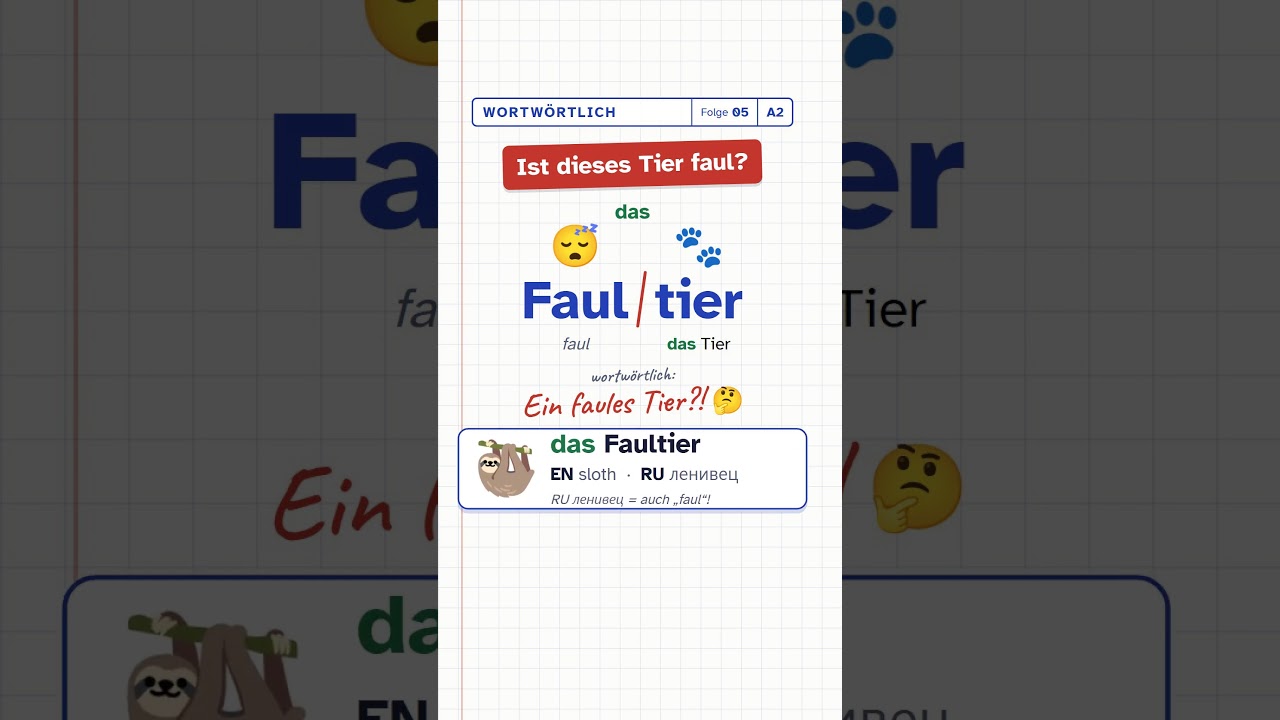 WORTWÖRTLICH Folge 05 A2
Ist dieses Tier faul?
das
Faul/tier
faul das Tier
wortwörtlich:
Ein faules Tier?!
das Faultier
EN sloth · RU ленивец
RU ленивец = auch „faul“!